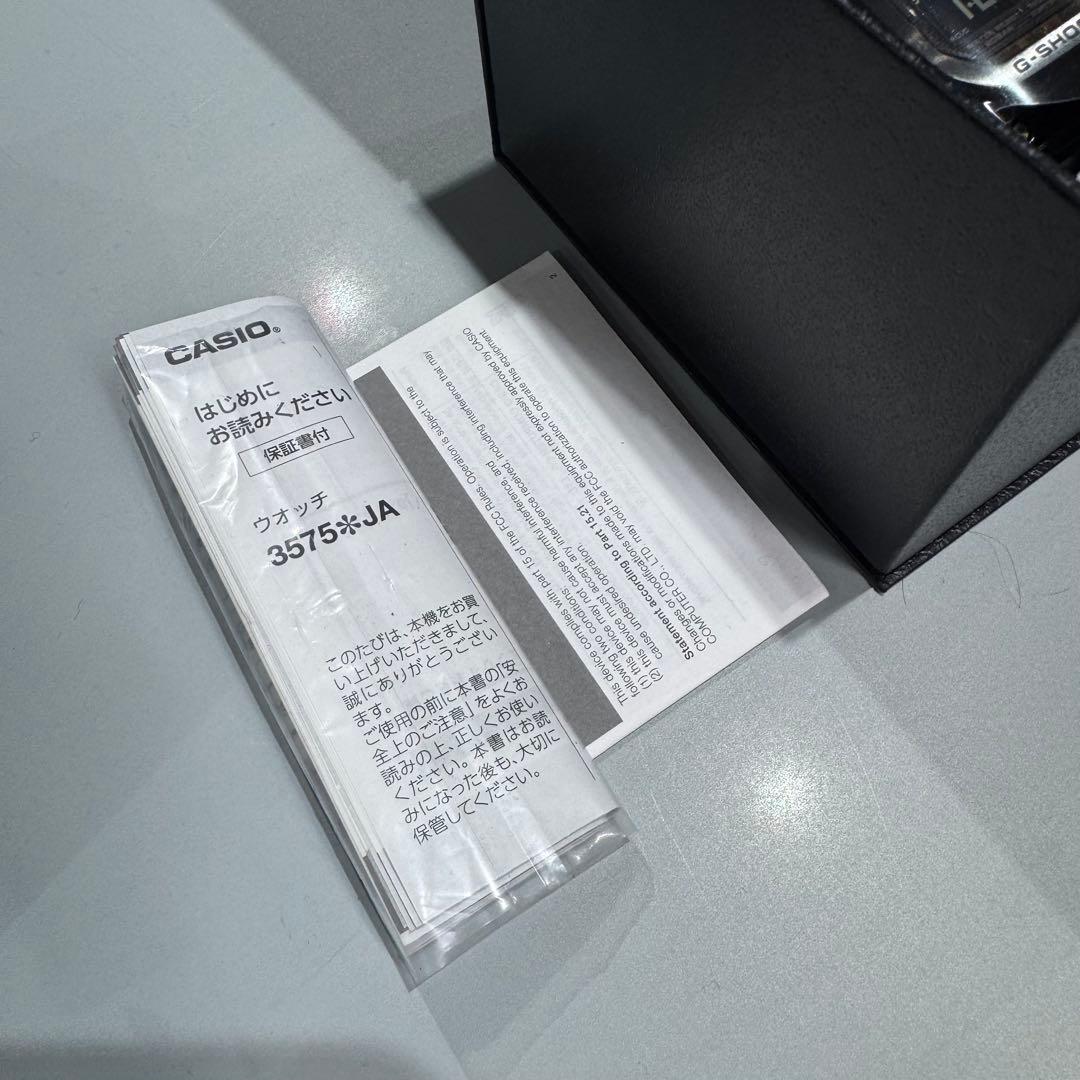 CASIO®
はじめに
お読みください
保証書付
ウオッチ
3575✽JA
このたびは、本機をお買
い上げいただきまして、
誠にありがとうござい
ます。
ご使用の前に本書の「安
全上のご注意」をよくお
読みの上、正しくお使い
ください。本書はお読
みになった後も、大切に
保管してください。
This device complies with part 15 of the FCC Rules. Operation is subject to the
following two conditions:
(1) this device may not cause harmful interference, and
(2) this device must accept any interference received, including interference that may
cause undesired operation.
Statement according to Part 15.21
Changes or modifications made to this equipment not expressly approved by CASIO
COMPUTER CO., LTD. may void the FCC authorization to operate this equipment
2
G-SHO